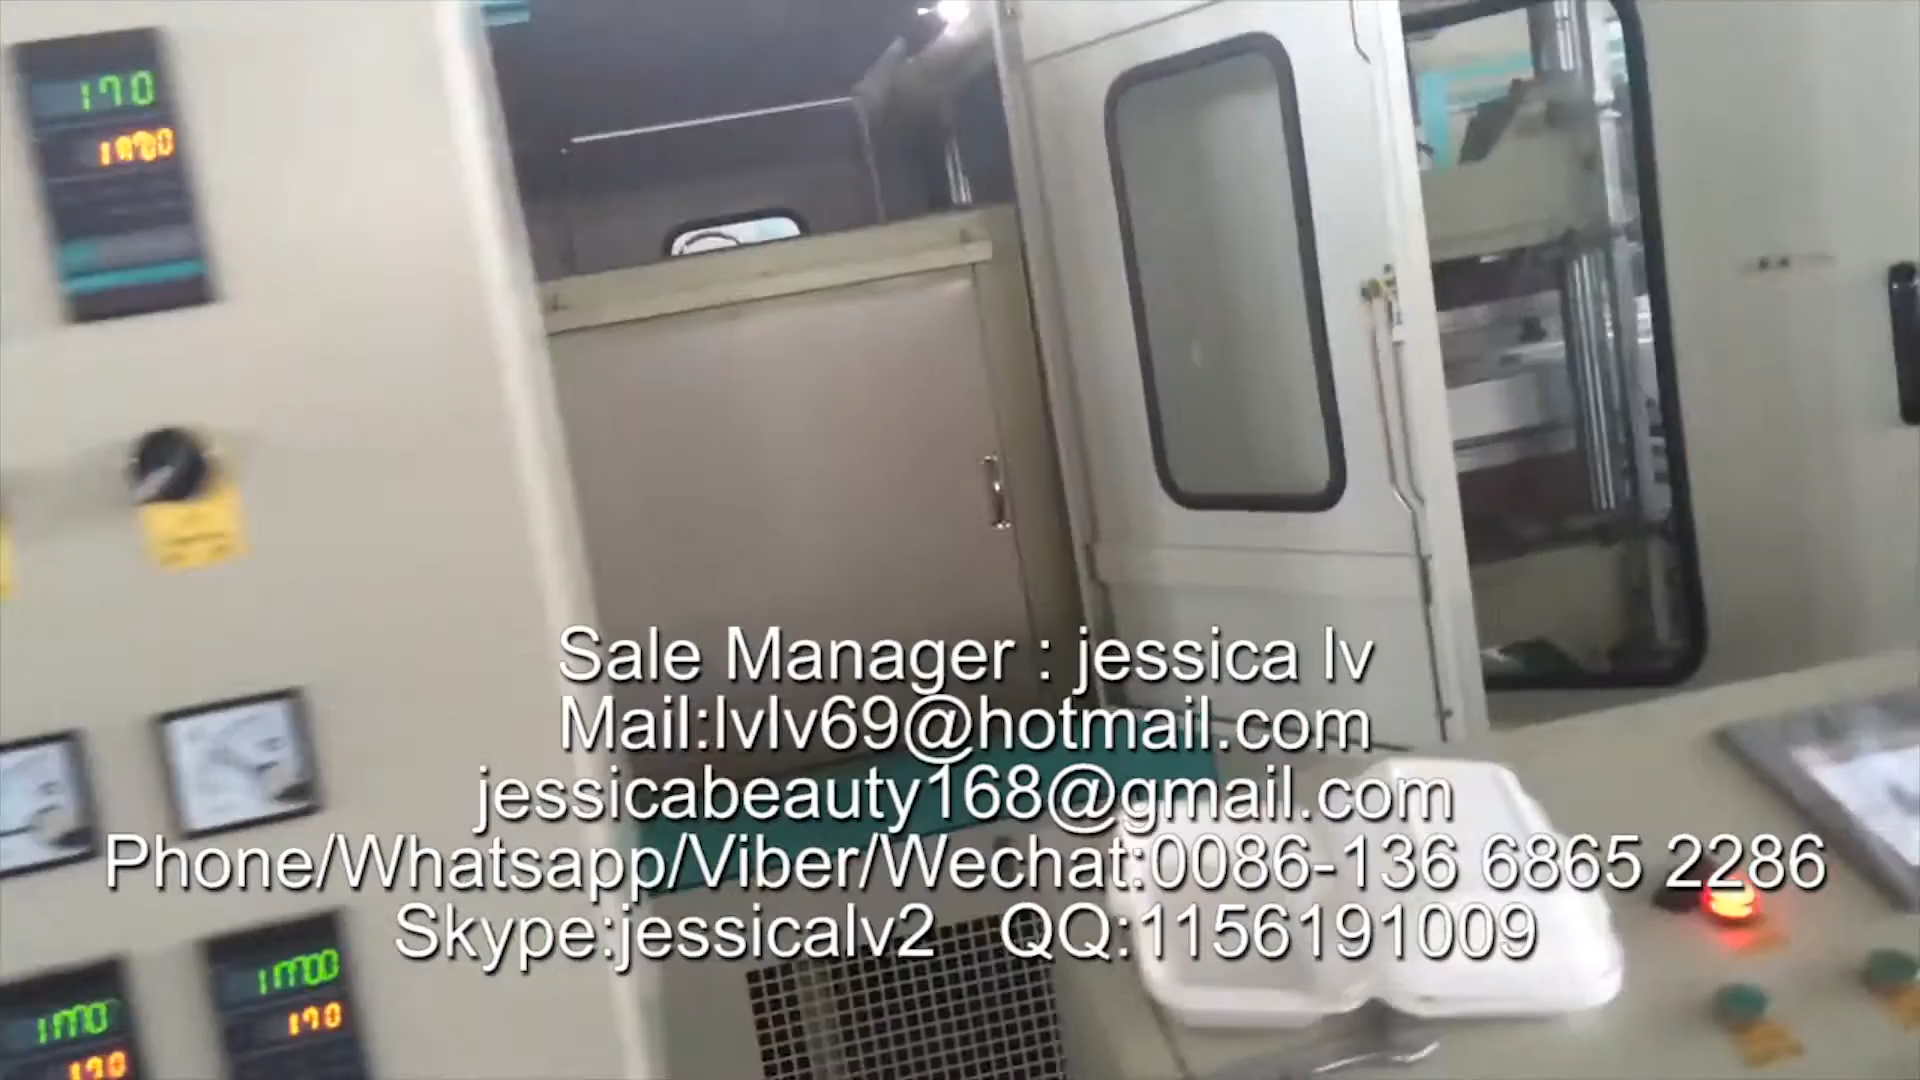 170
Sale Manager : jessica lv
Mail:lvlv69@hotmail.com
jessicabeauty168@gmail.com
Phone/Whatsapp/Viber/Wechat:0086-136 6865 2286
Skype:jessicalv2 QQ:1156191009
170